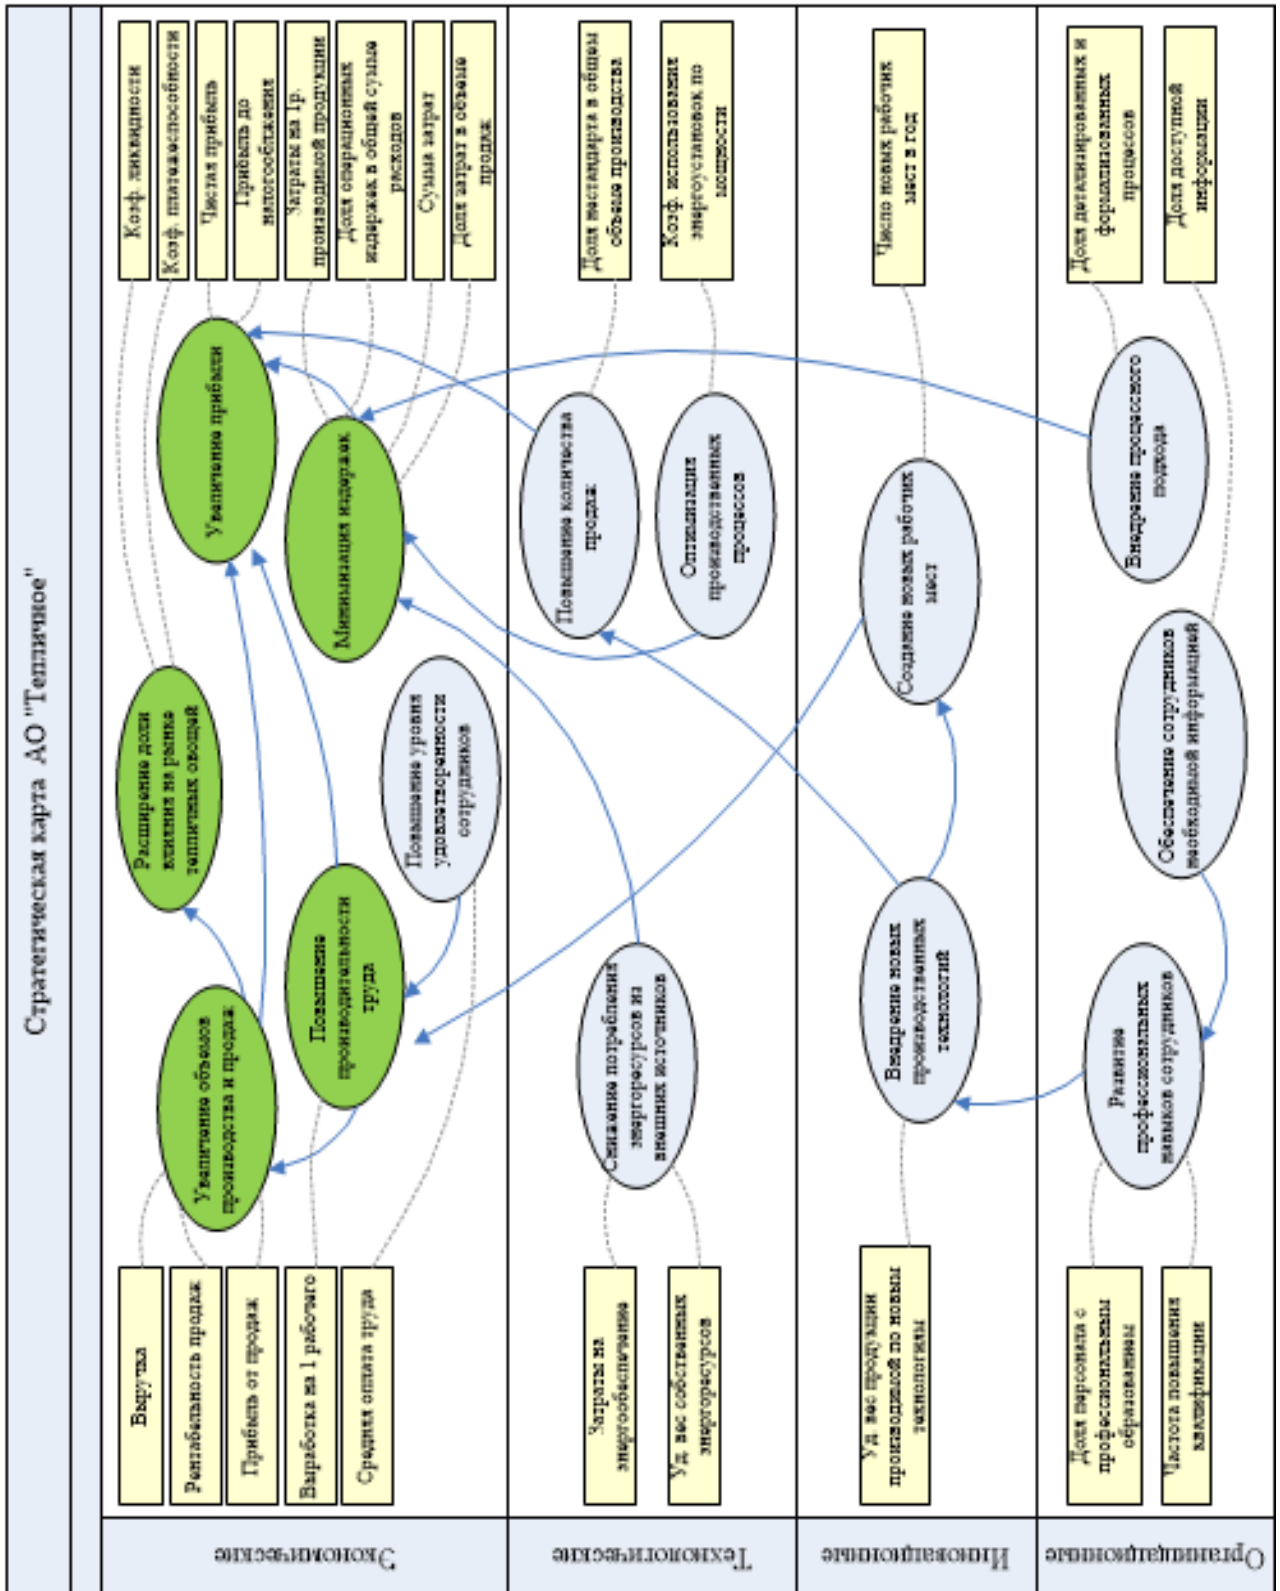 Стратегическая карта АО "Тепличное"
Экономические
Выручка
Рентабельность продаж
Прибыль от продаж
Выработка на 1 рабочего
Средняя оплата труда
Увеличение объемов
производства и продаж
Расширение доли
влияния на рынке
тепличных овощей
Увеличение прибыли
Повышение
производительности
труда
Минимизация издержек
Повышение уровня
удовлетворенности
сотрудников
Коэф. ликвидности
Коэф. платежеспособности
Чистая прибыль
Прибыль до
налогооблжения
Затраты на 1р.
производимой продукции
Доля операционных
издержек в общей сумме
расходов
Сумма затрат
Доля затрат в объеме
продаж
Технологические
Затраты на
энергообеспечение
Уд. вес собственных
энергоресурсов
Снижение потребления
энергоресурсов из
внешних источников
Повышение количества
продаж
Оптимизация
производственных
процессов
Доля нестандарта в общем
объеме производства
Коэф. использования
энергоустановок по
мощности
Инновационные
Уд. вес продукции
производимой по новым
технологиям
Внедрение новых
производственных
технологий
Создание новых рабочих
мест
Число новых рабочих
мест в год
Организационные
Доля персонала с
профессиональным
образованием
Частота повышения
квалификации
Развитие
профессиональных
навыков сотрудников
Обеспечение сотрудников
необходимой информацией
Внедрение процессного
подхода
Доля детализированных и
формализованных
процессов
Доля доступной
информации